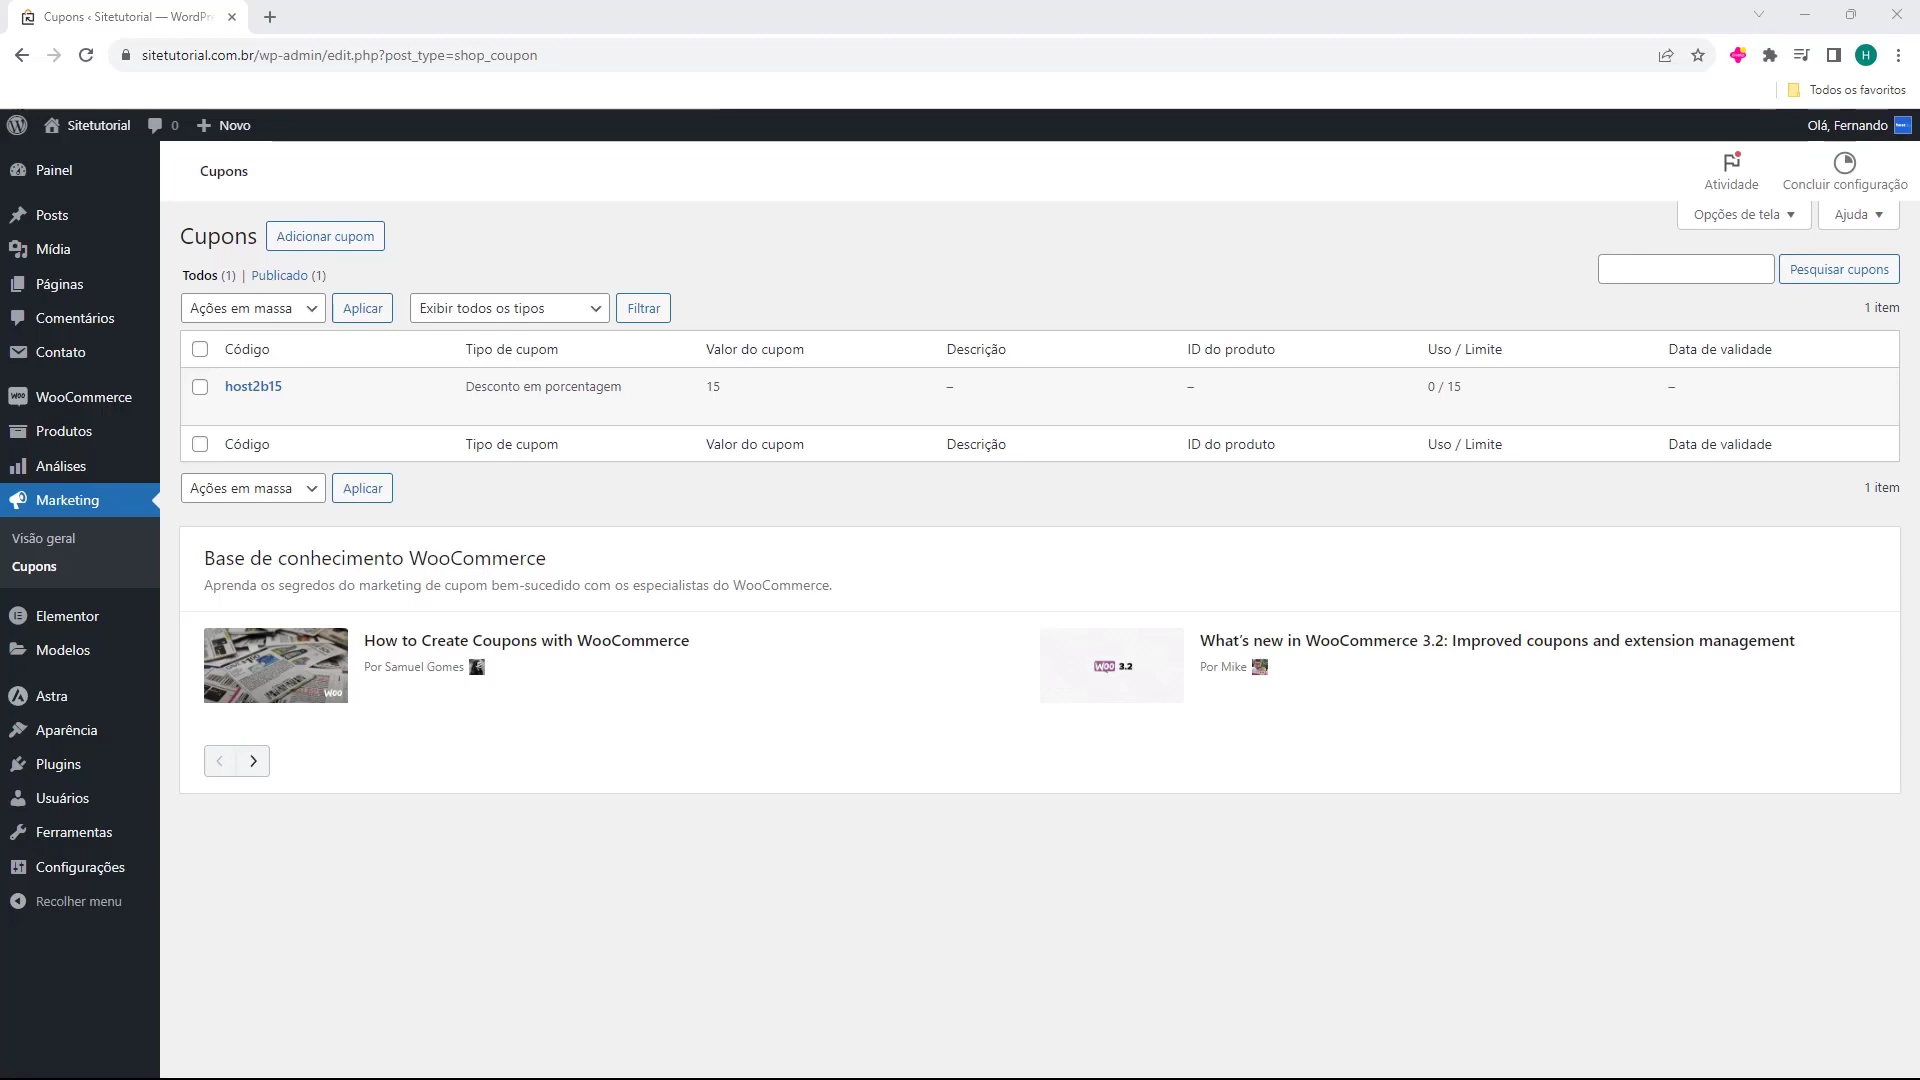 Cupons ‹ Sitetutorial — WordPr
sitetutorial.com.br/wp-admin/edit.php?post_type=shop_coupon
H
Todos os favoritos
Sitetutorial
0
Novo
Olá, Fernando
Painel
Posts
Mídia
Páginas
Comentários
Contato
WooCommerce
Produtos
Análises
Marketing
Visão geral
Cupons
Elementor
Modelos
Astra
Aparência
Plugins
Usuários
Ferramentas
Configurações
Recolher menu
Cupons
Atividade
Concluir configuração
Opções de tela
Ajuda
Cupons
Adicionar cupom
Todos (1) | Publicado (1)
Pesquisar cupons
Ações em massa
Aplicar
Exibir todos os tipos
Filtrar
1 item
Código Tipo de cupom Valor do cupom Descrição ID do produto Uso / Limite Data de validade
host2b15 Desconto em porcentagem 15 – – 0 / 15 –
Código Tipo de cupom Valor do cupom Descrição ID do produto Uso / Limite Data de validade
Ações em massa
Aplicar
1 item
Base de conhecimento WooCommerce
Aprenda os segredos do marketing de cupom bem-sucedido com os especialistas do WooCommerce.
WOO
How to Create Coupons with WooCommerce
Por Samuel Gomes
WOO 3.2
What’s new in WooCommerce 3.2: Improved coupons and extension management
Por Mike